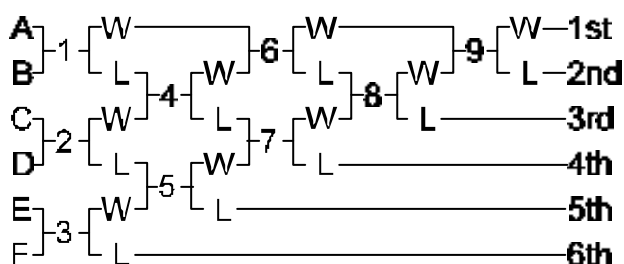 A W W W 1st
1 6 9
B L W L W L 2nd
4 8
C W L W L 3rd
2 7
D L W L 4th
5
E W L 5th
3
F L 6th